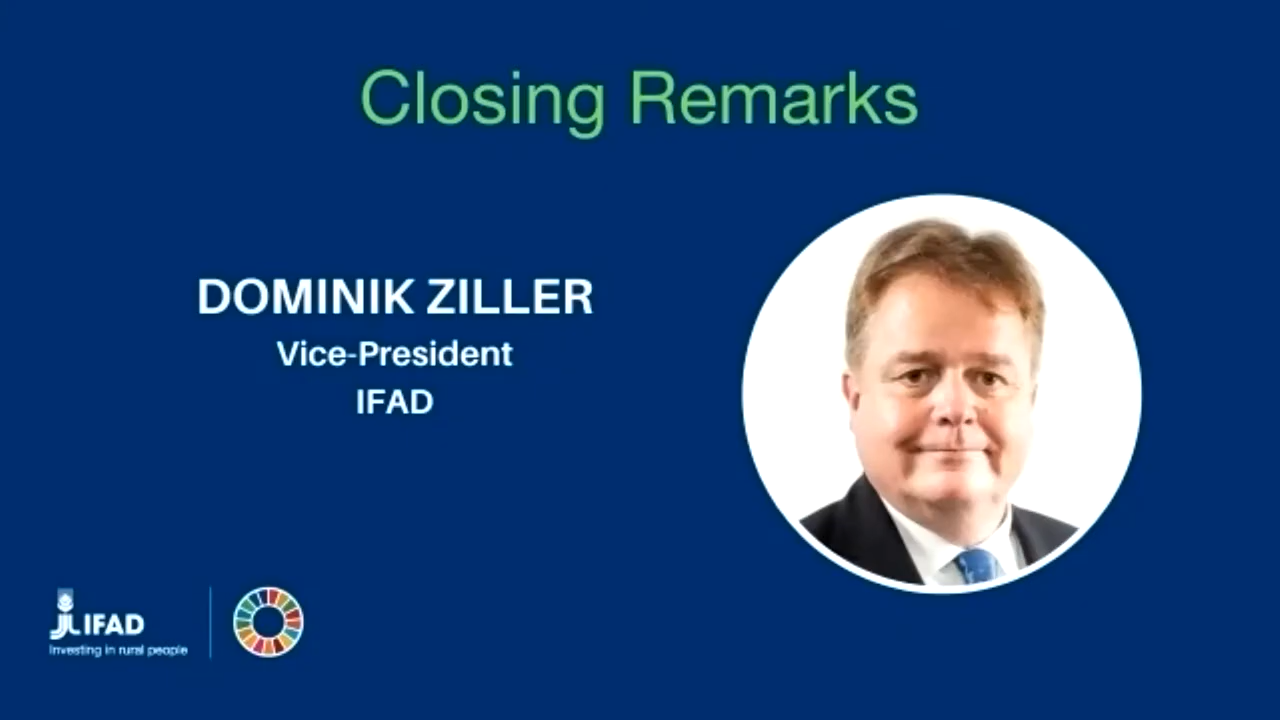 Closing Remarks
DOMINIK ZILLER
Vice-President
IFAD
IFAD
Investing in rural people